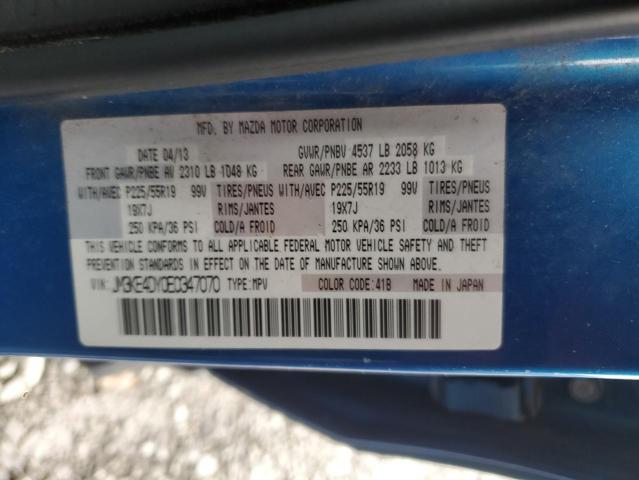 MFD. BY MAZDA MOTOR CORPORATION
DATE 04/13 GVWR/PNBV 4537 LB 2058 KG
FRONT GAWR/PNBE AV 2310 LB 1048 KG REAR GAWR/PNBE AR 2233 LB 1013 KG
WITH/AVEC P225/55R19 99V TIRES/PNEUS WITH/AVEC P225/55R19 99V TIRES/PNEUS
19X7J RIMS/JANTES 19X7J RIMS/JANTES
250 KPA/36 PSI COLD/A FROID 250 KPA/36 PSI COLD/A FROID
THIS VEHICLE CONFORMS TO ALL APPLICABLE FEDERAL MOTOR VEHICLE SAFETY AND THEFT
PREVENTION STANDARDS IN EFFECT ON THE DATE OF MANUFACTURE SHOWN ABOVE.
VIN: JM3KE4DY0E0347070 TYPE:MPV COLOR CODE:41B MADE IN JAPAN